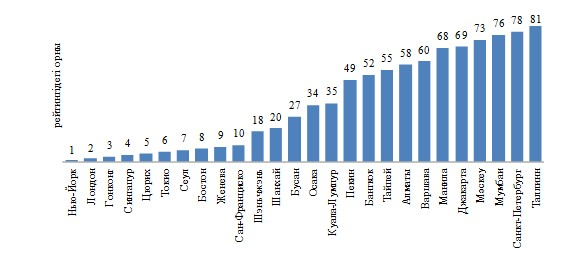 рейтингідегі орны
1 2 3 4 5 6 7 8 9 10 18 20 27 34 35 49 52 55 58 60 68 69 73 76 78 81
Нью-Йорк
Лондон
Гонконг
Сингапур
Цюрих
Токио
Сеул
Бостон
Женева
Сан-Франциско
Шэньчжэнь
Шанхай
Бусан
Осака
Куала-Лумпур
Пекин
Бангкок
Тайпей
Алматы
Варшава
Манила
Джакарта
Мәскеу
Мумбаи
Санкт-Петербург
Таллинн